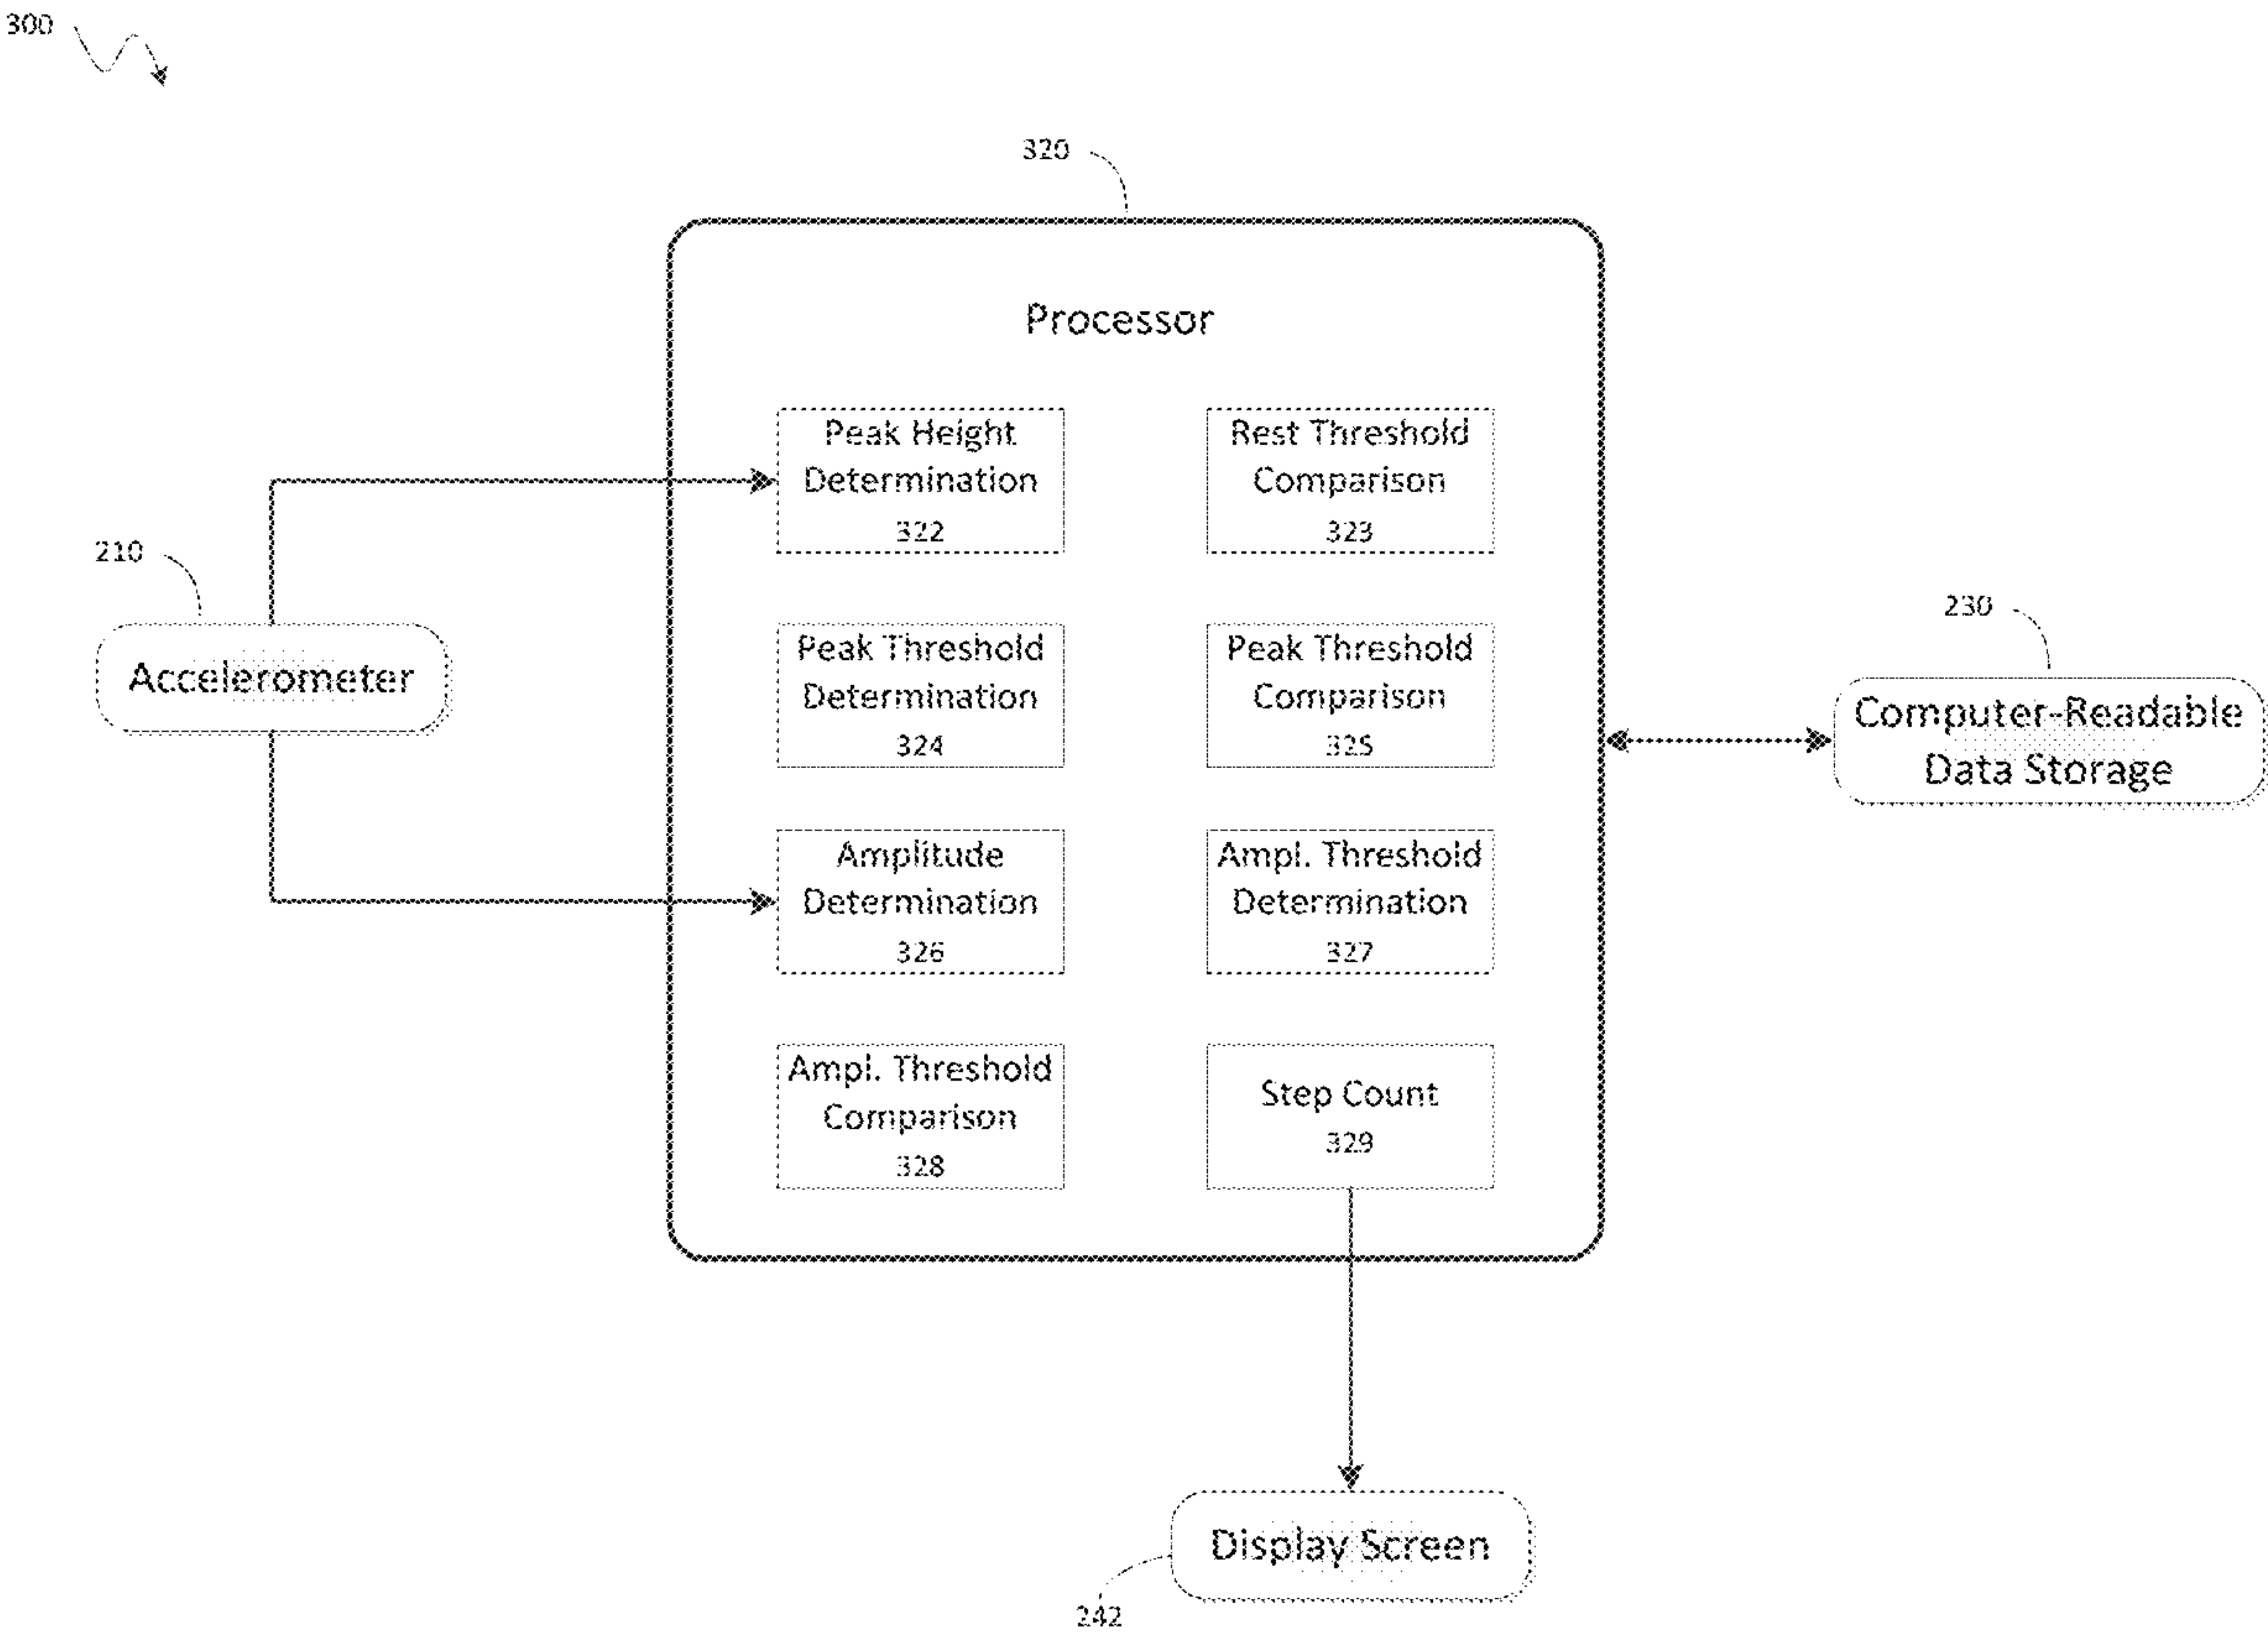 300
320
Processor
Peak Height
Determination
322
Rest Threshold
Comparison
323
210
Accelerometer
Peak Threshold
Determination
324
Peak Threshold
Comparison
325
230
Computer-Readable
Data Storage
Amplitude
Determination
326
Ampl. Threshold
Determination
327
Ampl. Threshold
Comparison
328
Step Count
329
Display Screen
242